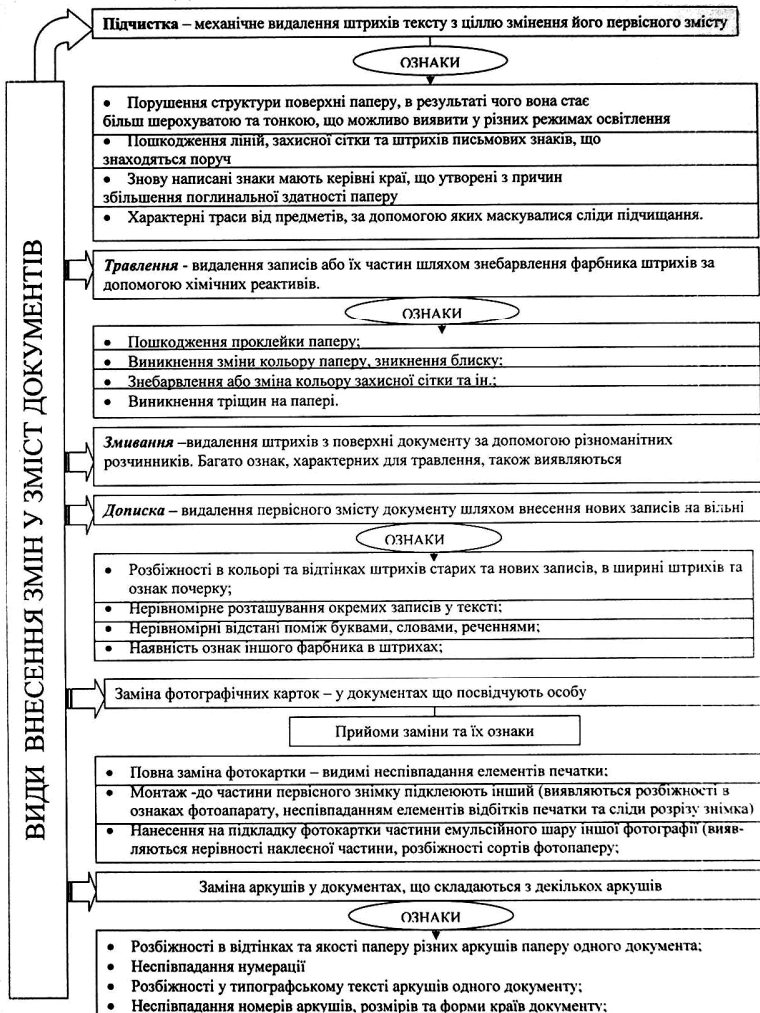 Підчистка – механічне видалення штрихів тексту з ціллю змінення його первісного змісту
ОЗНАКИ
ВИДИ ВНЕСЕННЯ ЗМІН У ЗМІСТ ДОКУМЕНТІВ
• Порушення структури поверхні паперу, в результаті чого вона стає
більш шерохуватою та тонкою, що можливо виявити у різних режимах освітлення
• Пошкодження ліній, захисної сітки та штрихів письмових знаків, що
знаходяться поруч
• Знову написані знаки мають керівні краї, що утворені з причин
збільшення поглинальної здатності паперу
• Характерні траси від предметів, за допомогою яких маскувалися сліди підчищання.
Травлення - видалення записів або їх частин шляхом знебарвлення фарбника штрихів за
допомогою хімічних реактивів.
ОЗНАКИ
• Пошкодження проклейки паперу;
• Виникнення зміни кольору паперу, зникнення блиску;
• Знебарвлення або зміна кольору захисної сітки та ін.;
• Виникнення тріщин на папері.
Змивання –видалення штрихів з поверхні документу за допомогою різноманітних
розчинників. Багато ознак, характерних для травлення, також виявляються
Дописка – видалення первісного змісту документу шляхом внесення нових записів на вільні
ОЗНАКИ
• Розбіжності в кольорі та відтінках штрихів старих та нових записів, в ширині штрихів та
ознак почерку;
• Нерівномірне розташування окремих записів у тексті;
• Нерівномірні відстані поміж буквами, словами, реченнями;
• Наявність ознак іншого фарбника в штрихах;
Заміна фотографічних карток – у документах що посвідчують особу
Прийоми заміни та їх ознаки
• Повна заміна фотокартки – видимі неспівпадання елементів печатки;
• Монтаж -до частини первісного знімку підклеюють інший (виявляються розбіжності в
ознаках фотоапарату, неспівпаданням елементів відбітків печатки та сліди розрізу знімка)
• Нанесення на підкладку фотокартки частини емульсійного шару іншої фотографії (вияв-
ляються нерівності наклеєної частини, розбіжності сортів фотопаперу;
Заміна аркушів у документах, що складаються з декількох аркушів
ОЗНАКИ
• Розбіжності в відтінках та якості паперу різних аркушів паперу одного документа;
• Неспівпадання нумерації
• Розбіжності у типографському тексті аркушів одного документу;
• Неспівпадання номерів аркушів, розмірів та форми країв документу;